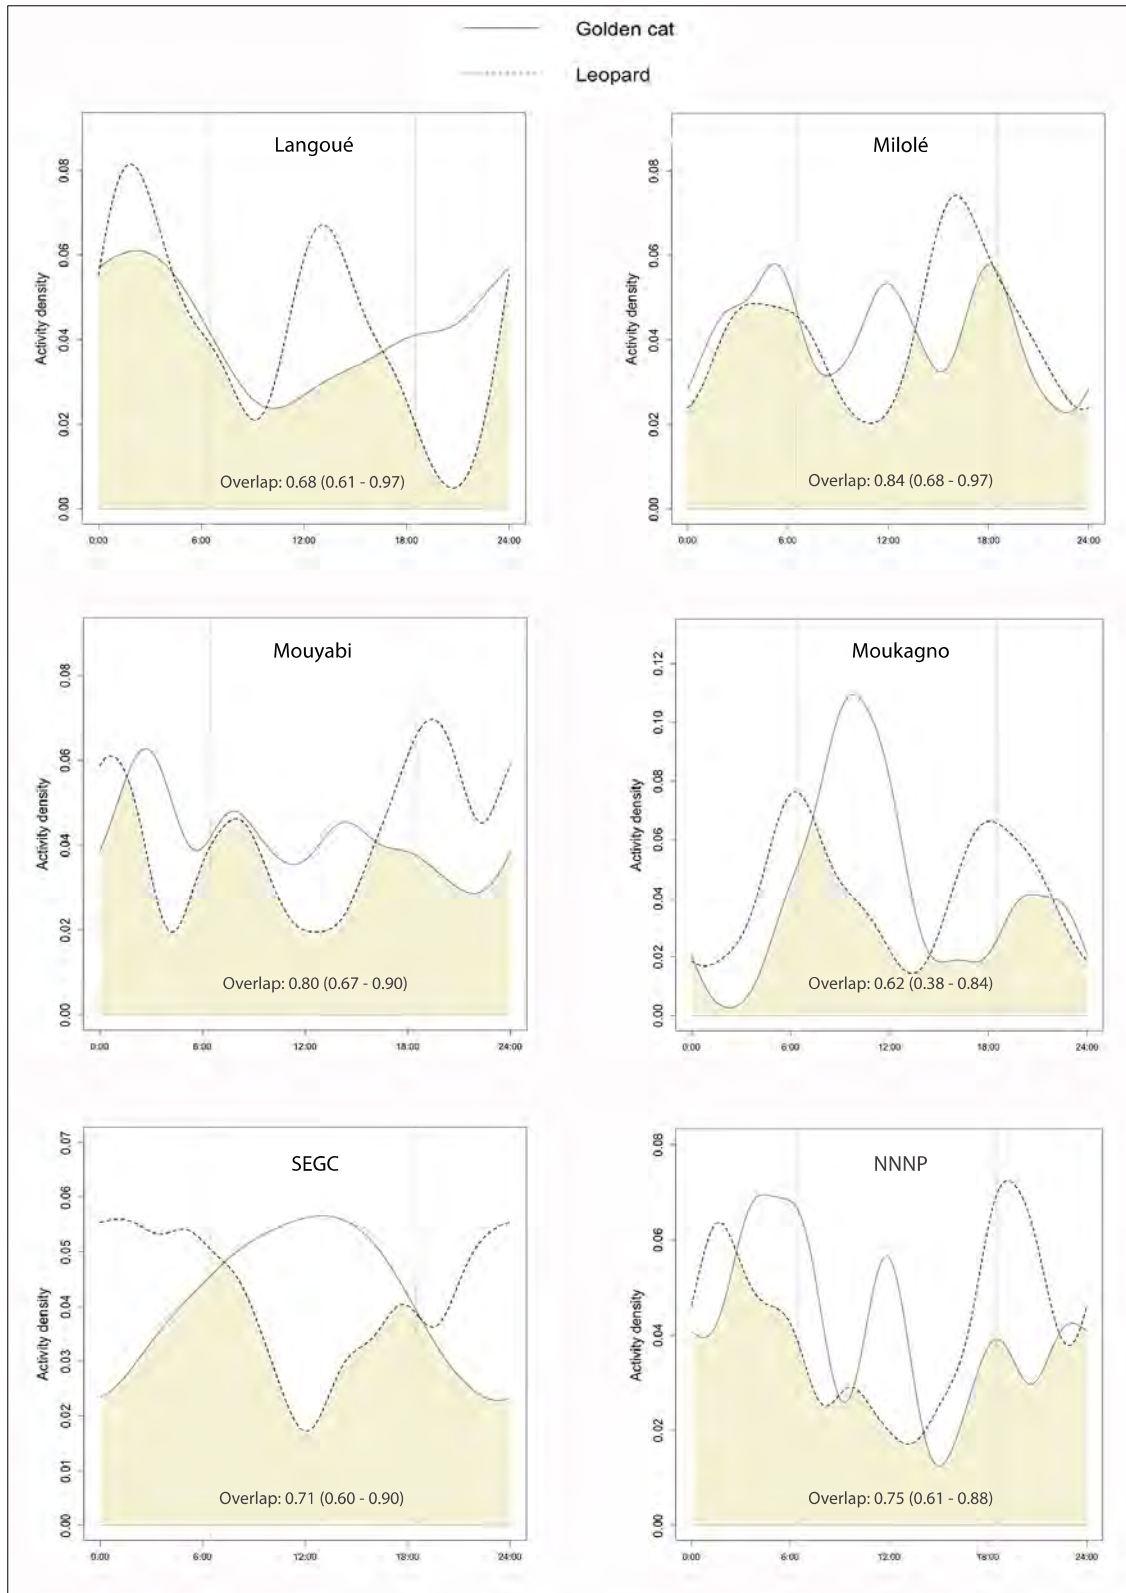 Golden cat
Leopard
Langoué
Activity density
0.08
0.06
0.04
0.02
0.00
Overlap: 0.68 (0.61 - 0.97)
0:00 6:00 12:00 18:00 24:00
Milolé
Activity density
0.08
0.06
0.04
0.02
0.00
Overlap: 0.84 (0.68 - 0.97)
0:00 6:00 12:00 18:00 24:00
Mouyabi
Activity density
0.08
0.06
0.04
0.02
0.00
Overlap: 0.80 (0.67 - 0.90)
0:00 6:00 12:00 18:00 24:00
Moukagno
Activity density
0.12
0.10
0.08
0.06
0.04
0.02
0.00
Overlap: 0.62 (0.38 - 0.84)
0:00 6:00 12:00 18:00 24:00
SEGC
Activity density
0.07
0.06
0.05
0.04
0.03
0.02
0.01
0.00
Overlap: 0.71 (0.60 - 0.90)
0:00 6:00 12:00 18:00 24:00
NNNP
Activity density
0.08
0.06
0.04
0.02
0.00
Overlap: 0.75 (0.61 - 0.88)
0:00 6:00 12:00 18:00 24:00